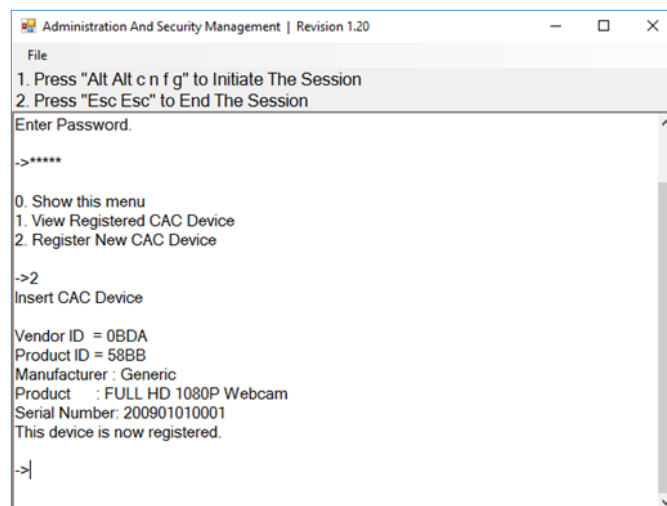 Administration And Security Management | Revision 1.20
File
1. Press "Alt Alt c n f g" to Initiate The Session
2. Press "Esc Esc" to End The Session
Enter Password.
->*****
0. Show this menu
1. View Registered CAC Device
2. Register New CAC Device
->2
Insert CAC Device
Vendor ID  = 0BDA
Product ID = 58BB
Manufacturer : Generic
Product      : FULL HD 1080P Webcam
Serial Number: 200901010001
This device is now registered.
->